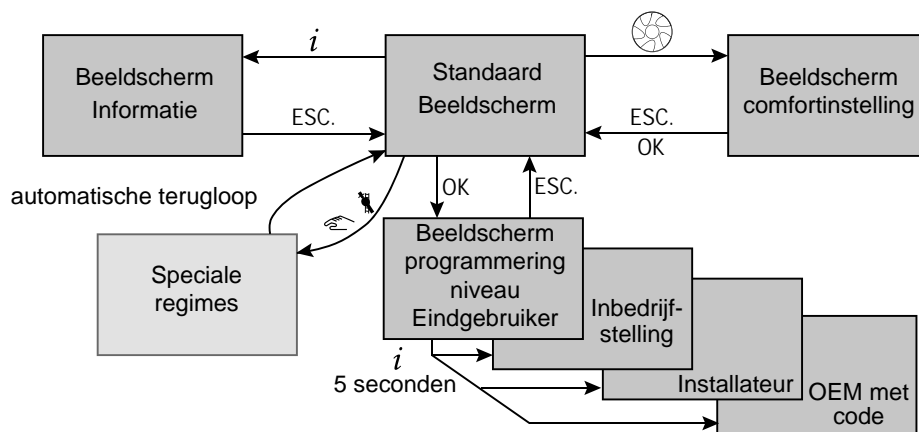 i
Beeldscherm
Informatie
ESC.
Standaard
Beeldscherm
Beeldscherm
comfortinstelling
ESC.
OK
automatische terugloop
OK
ESC.
Speciale
regimes
Beeldscherm
programmering
niveau
Eindgebruiker
Inbedrijf-
stelling
i
5 seconden
Installateur
OEM met
code